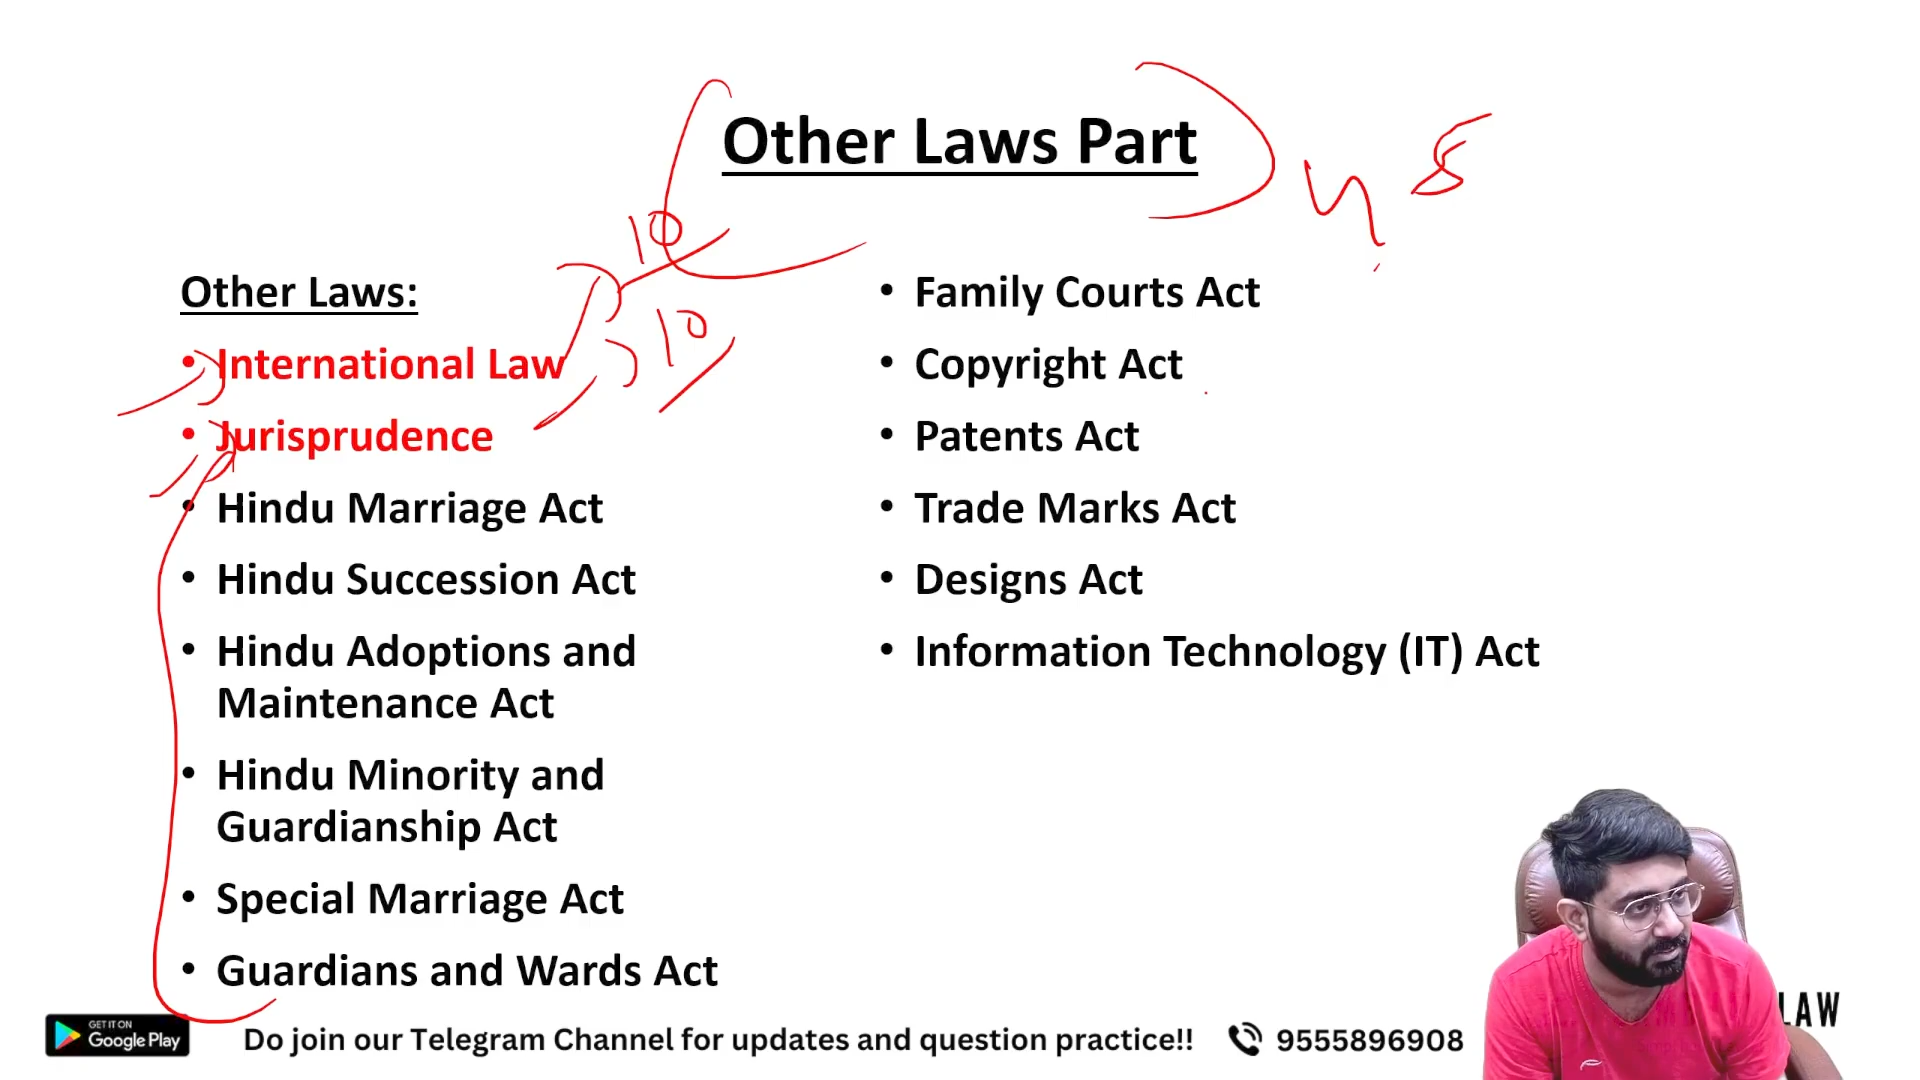 Other Laws Part
10
Other Laws:
• International Law
10
• Jurisprudence
• Hindu Marriage Act
• Hindu Succession Act
• Hindu Adoptions and
Maintenance Act
• Hindu Minority and
Guardianship Act
• Special Marriage Act
• Guardians and Wards Act
• Family Courts Act
• Copyright Act
• Patents Act
• Trade Marks Act
• Designs Act
• Information Technology (IT) Act
GET IT ON
Google Play
Do join our Telegram Channel for updates and question practice!!
9555896908
LAW